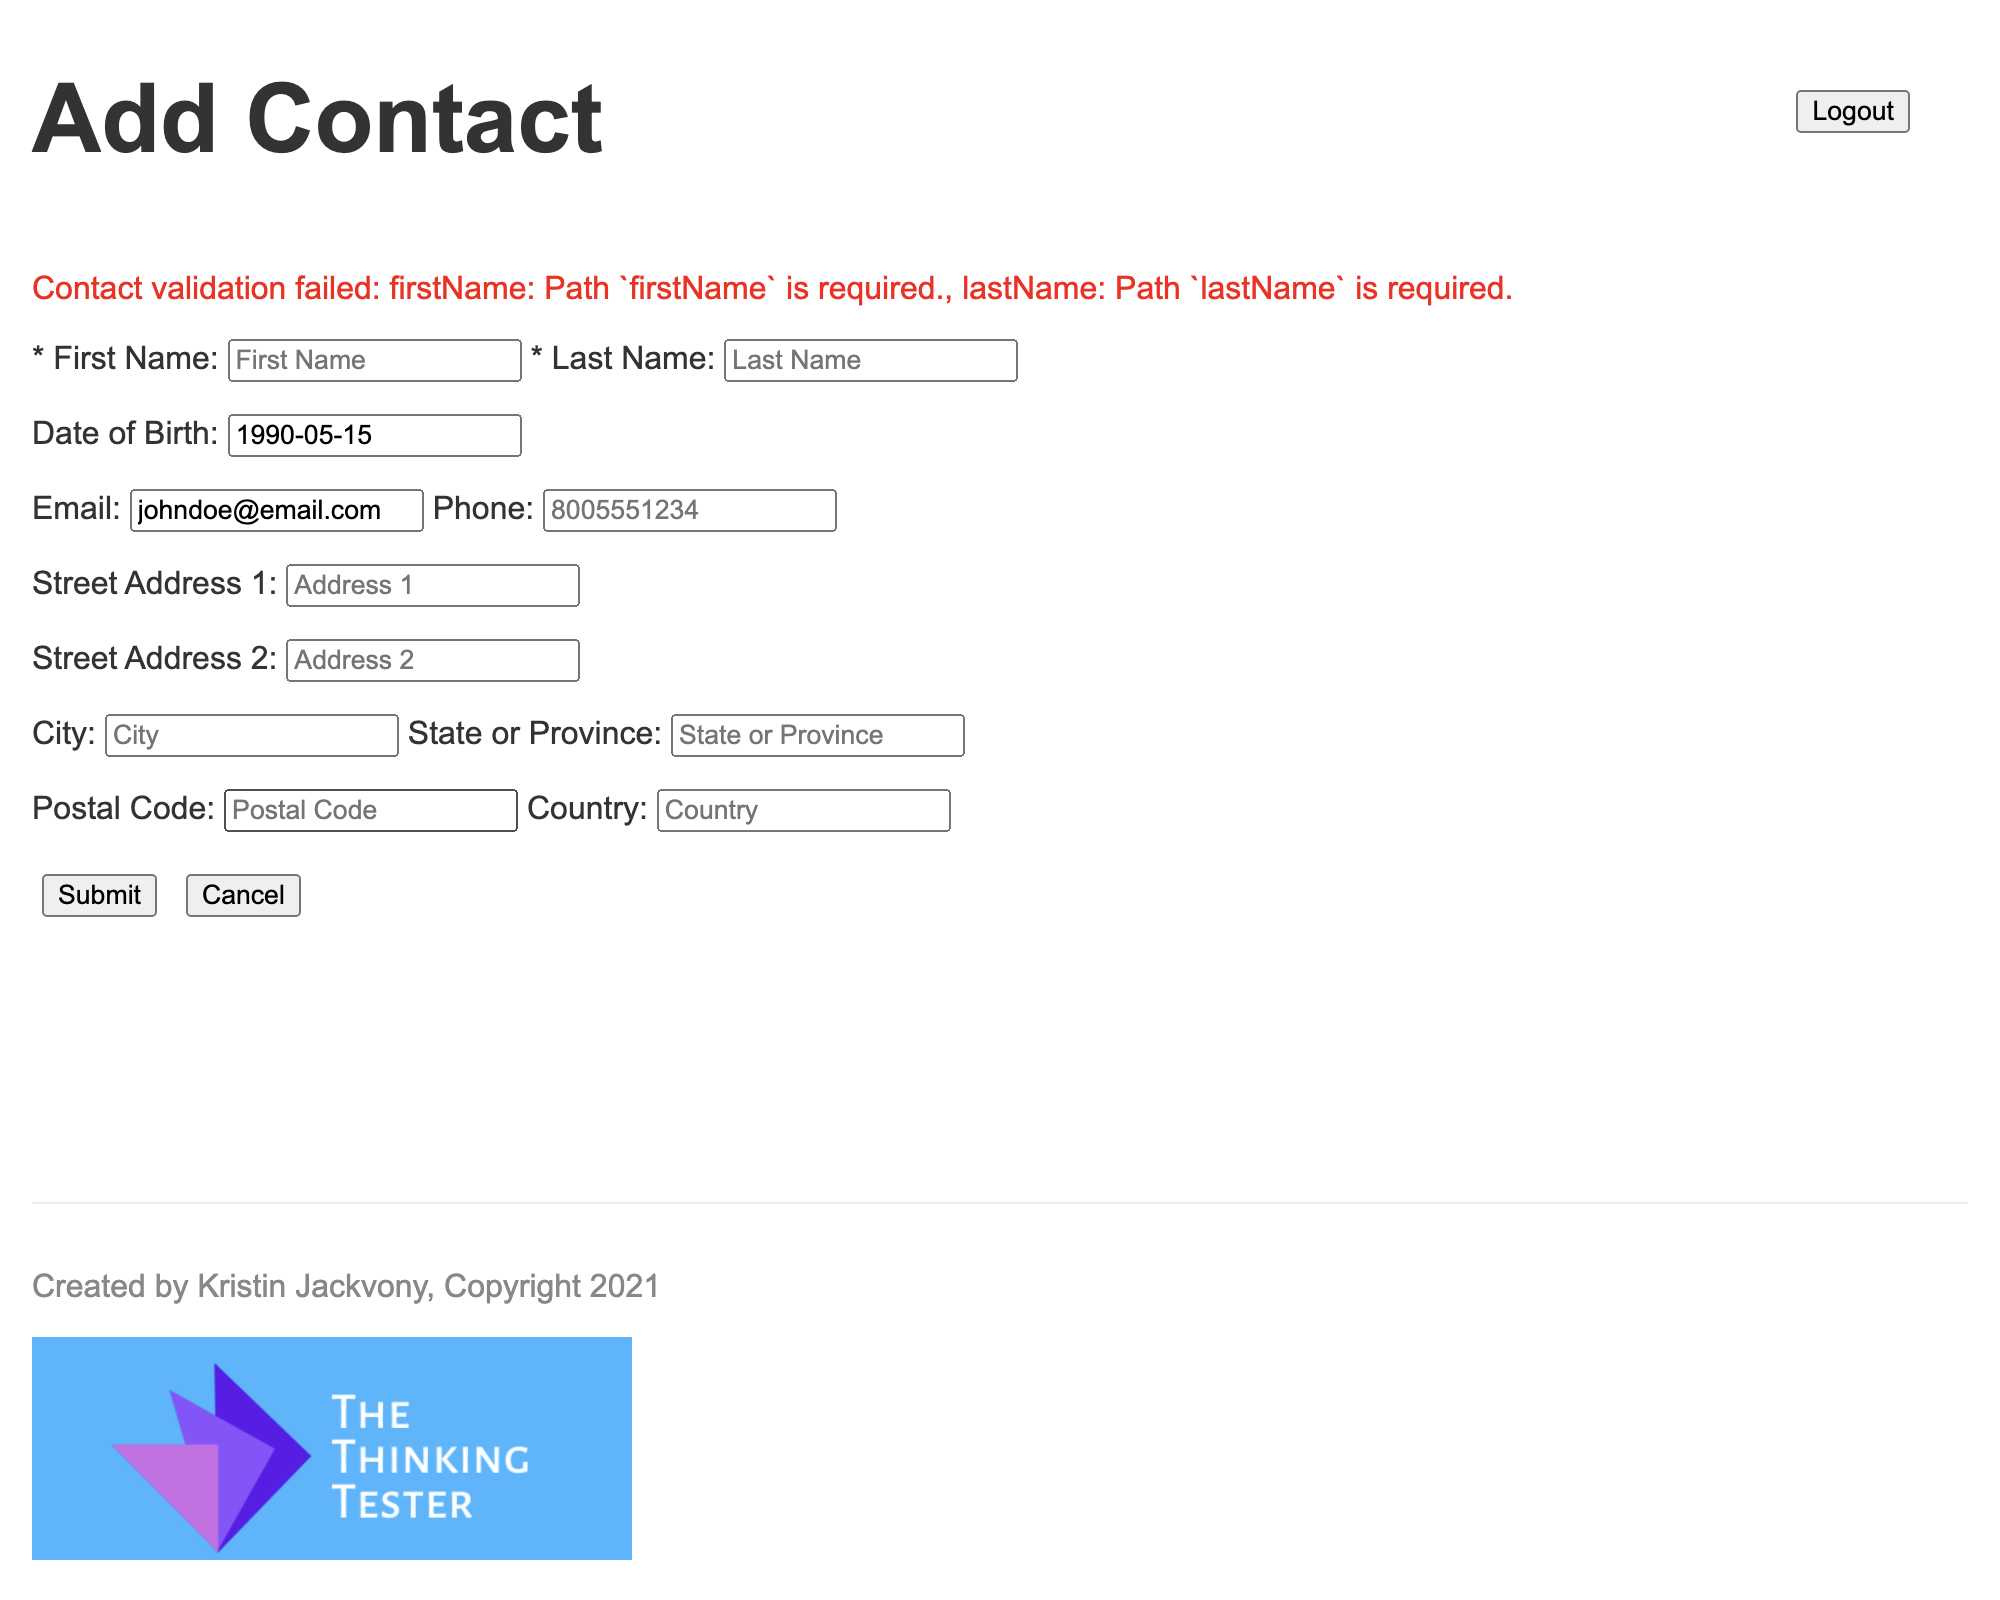 Add Contact
Logout
Contact validation failed: firstName: Path `firstName` is required., lastName: Path `lastName` is required.
* First Name: First Name * Last Name: Last Name
Date of Birth: 1990-05-15
Email: johndoe@email.com Phone: 8005551234
Street Address 1: Address 1
Street Address 2: Address 2
City: City State or Province: State or Province
Postal Code: Postal Code Country: Country
Submit Cancel
Created by Kristin Jackvony, Copyright 2021
THE
THINKING
TESTER